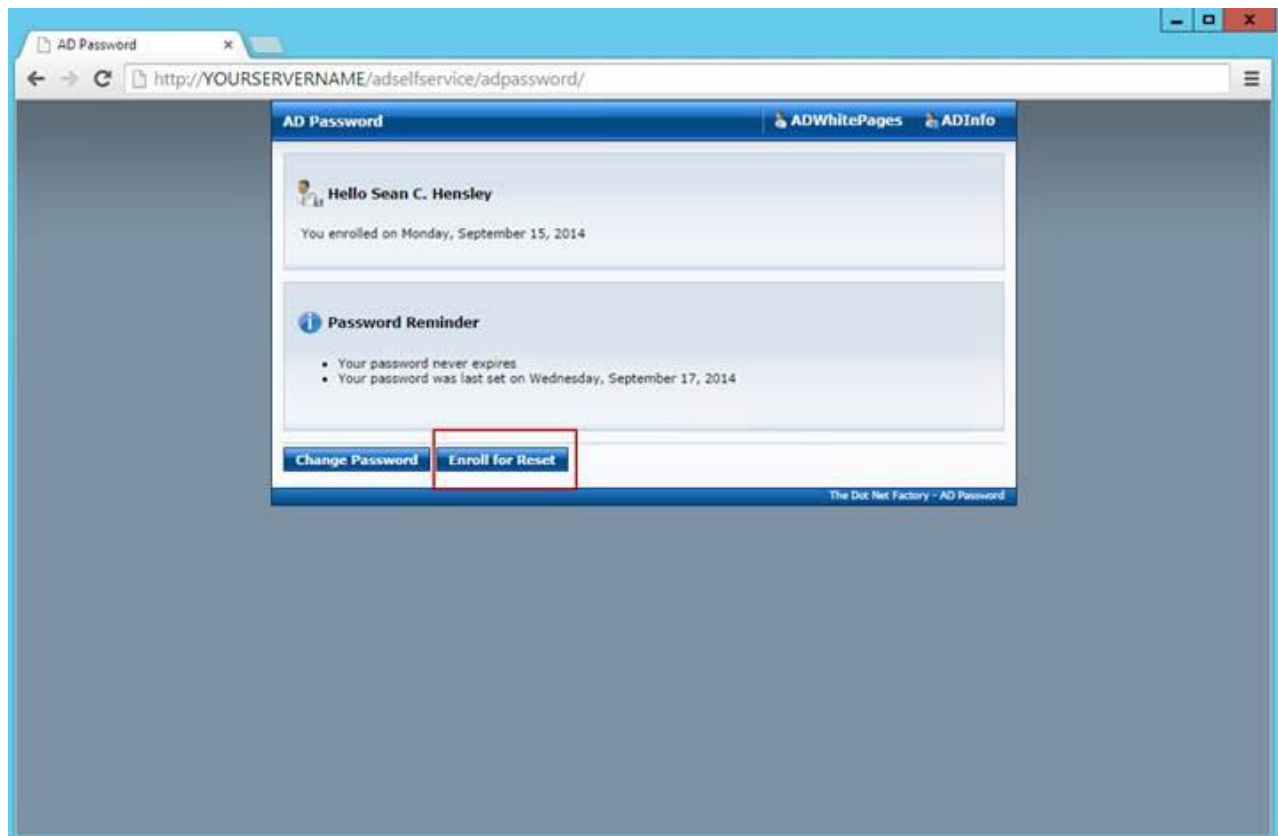 AD Password
http://YOURSERVERNAME/adselfservice/adpassword/
AD Password ADWhitePages ADInfo
Hello Sean C. Hensley
You enrolled on Monday, September 15, 2014
Password Reminder
• Your password never expires
• Your password was last set on Wednesday, September 17, 2014
Change Password Enroll for Reset
The Dot Net Factory - AD Password